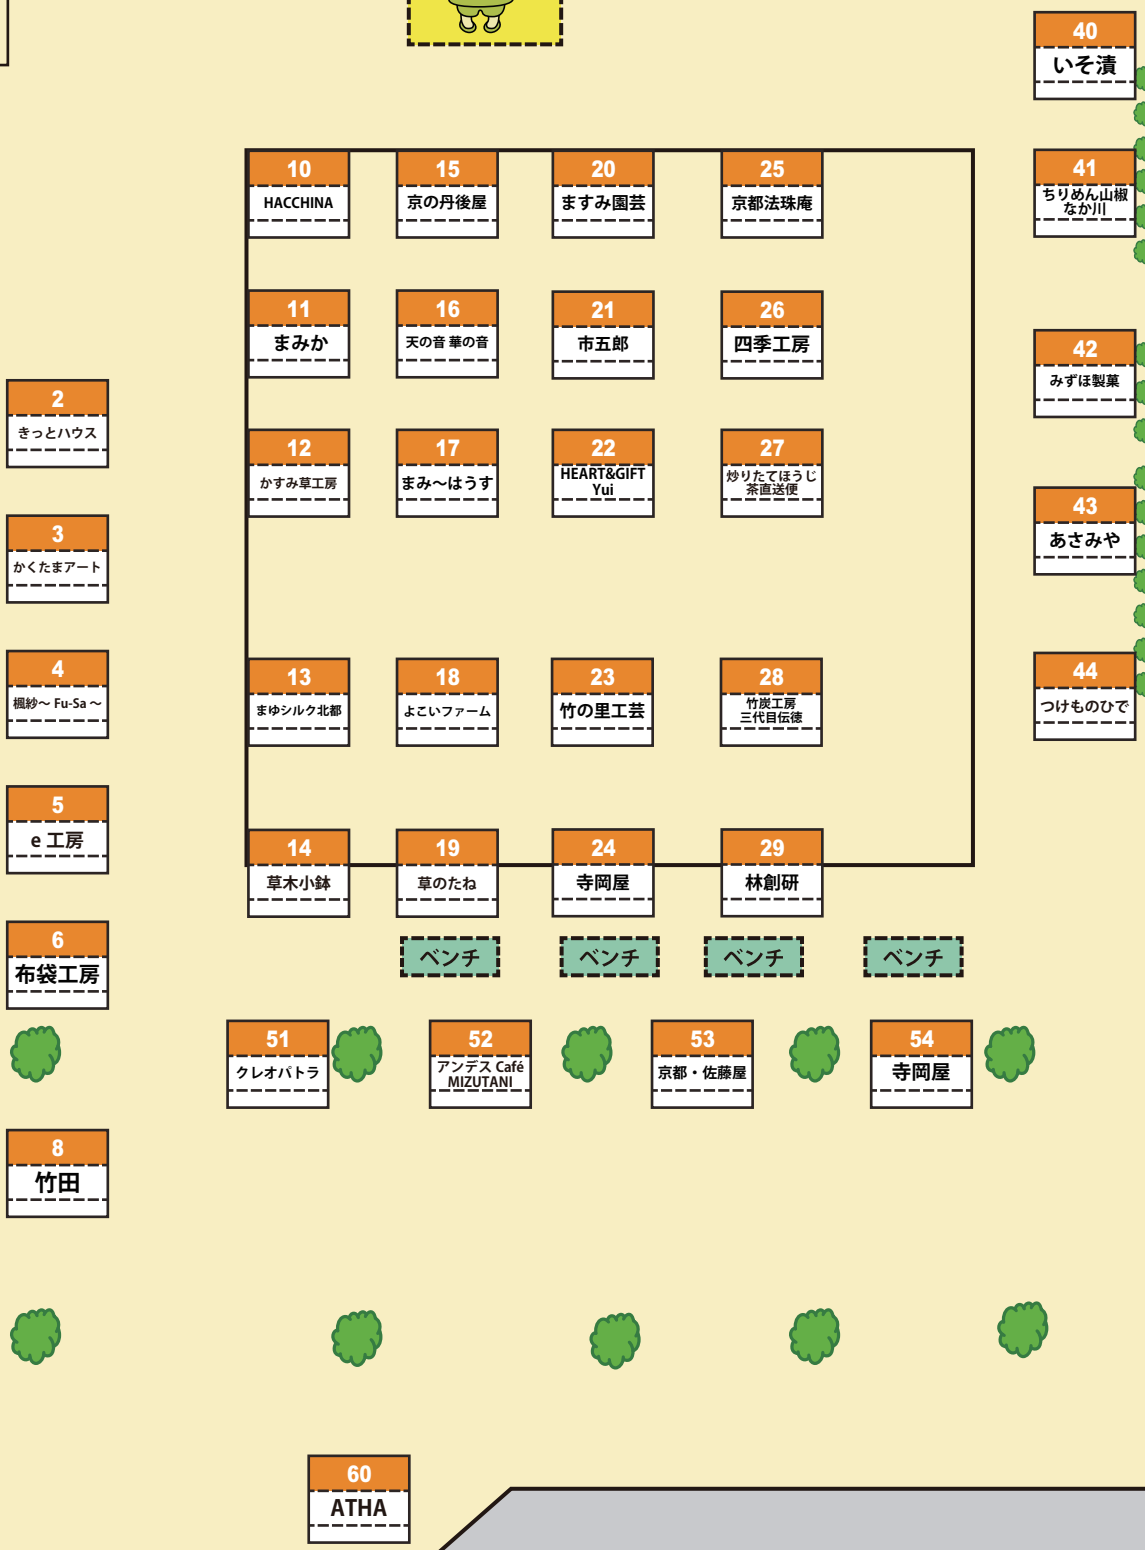 40
いそ漬
10
HACCHINA
15
京の丹後屋
20
ますみ園芸
25
京都法珠庵
41
ちりめん山椒
なか川
11
まみか
16
天の音 華の音
21
市五郎
26
四季工房
42
みずほ製菓
2
きっとハウス
12
かすみ草工房
17
まみ～はうす
22
HEART&GIFT
Yui
27
炒りたてほうじ
茶直送便
43
あさみや
3
かくたまアート
4
楓紗～ Fu-Sa ～
13
まゆシルク北都
18
よこいファーム
23
竹の里工芸
28
竹炭工房
三代目伝徳
44
つけものひで
5
e 工房
14
草木小鉢
19
草のたね
24
寺岡屋
29
林創研
6
布袋工房
ベンチ
ベンチ
ベンチ
ベンチ
51
クレオパトラ
52
アンデス Café
MIZUTANI
53
京都・佐藤屋
54
寺岡屋
8
竹田
60
ATHA